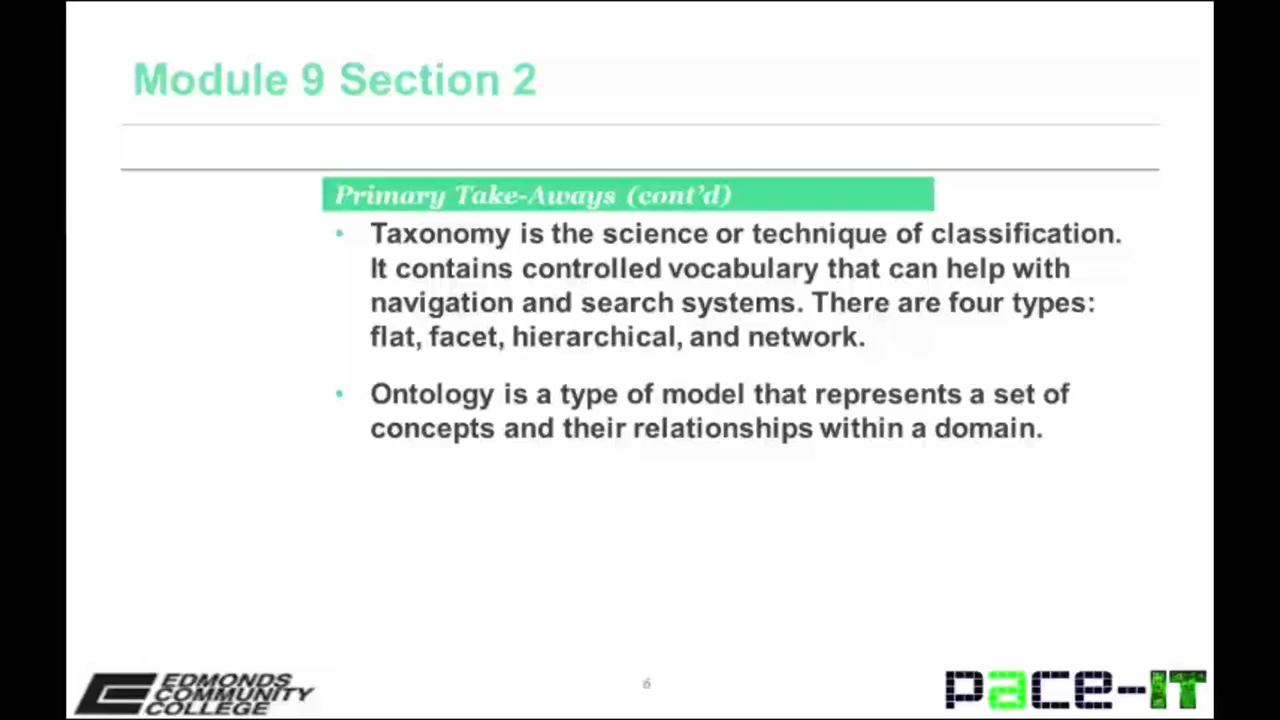 Module 9 Section 2
Primary Take-Aways (cont’d)
• Taxonomy is the science or technique of classification.
It contains controlled vocabulary that can help with
navigation and search systems. There are four types:
flat, facet, hierarchical, and network.
• Ontology is a type of model that represents a set of
concepts and their relationships within a domain.
EDMONDS
COMMUNITY
COLLEGE
6
pace-IT